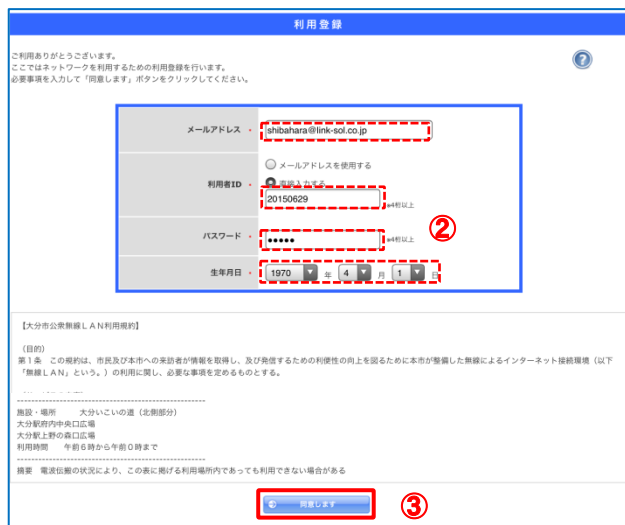 利用登録
ご利用ありがとうございます。
ここではネットワークを利用するための利用登録を行います。
必要事項を入力して「同意します」ボタンをクリックしてください。
?
メールアドレス *
shibahara@link-sol.co.jp
メールアドレスを使用する
利用者ID *
直接入力する
20150629
※4桁以上
パスワード *
●●●●●
※4桁以上
②
生年月日 *
1970 年 4 月 1 日
【大分市公衆無線LAN利用規約】
(目的)
第1条 この規約は、市民及び本市への来訪者が情報を取得し、及び発信するための利便性の向上を図るために本市が整備した無線によるインターネット接続環境(以下
「無線LAN」という。)の利用に関し、必要な事項を定めるものとする。
施設・場所 大分いこいの道(北側部分)
大分駅府内中央口広場
大分駅上野の森口広場
利用時間 午前6時から午前0時まで
摘要 電波伝搬の状況により、この表に掲げる利用場所内であっても利用できない場合がある
同意します
③